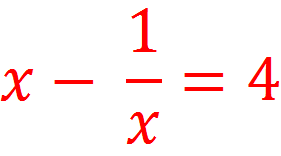 x − 1/x = 4